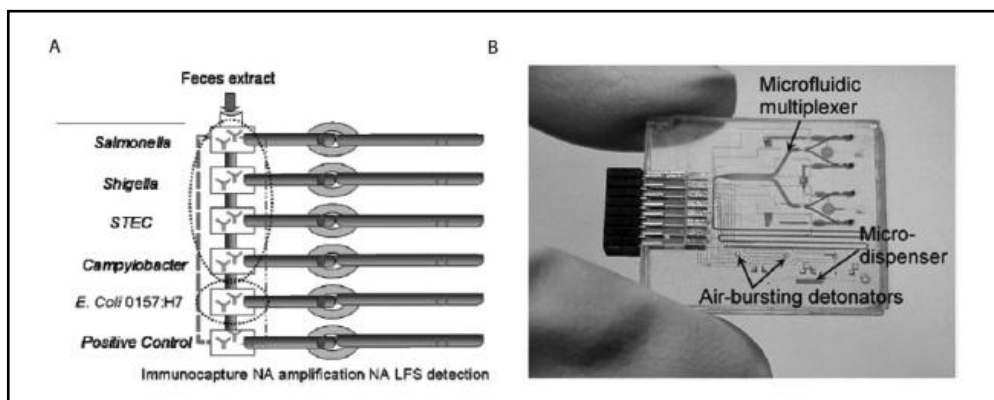 A
Feces extract
Salmonella
Shigella
STEC
Campylobacter
E. Coli 0157:H7
Positive Control
Immunocapture NA amplification NA LFS detection
B
Microfluidic
multiplexer
Micro-
dispenser
Air-bursting detonators